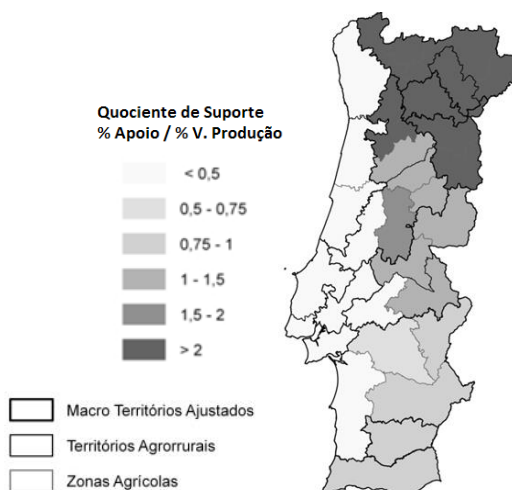 Quociente de Suporte
% Apoio / % V. Produção
< 0,5
0,5 - 0,75
0,75 - 1
1 - 1,5
1,5 - 2
> 2
Macro Territórios Ajustados
Territórios Agrorrurais
Zonas Agrícolas